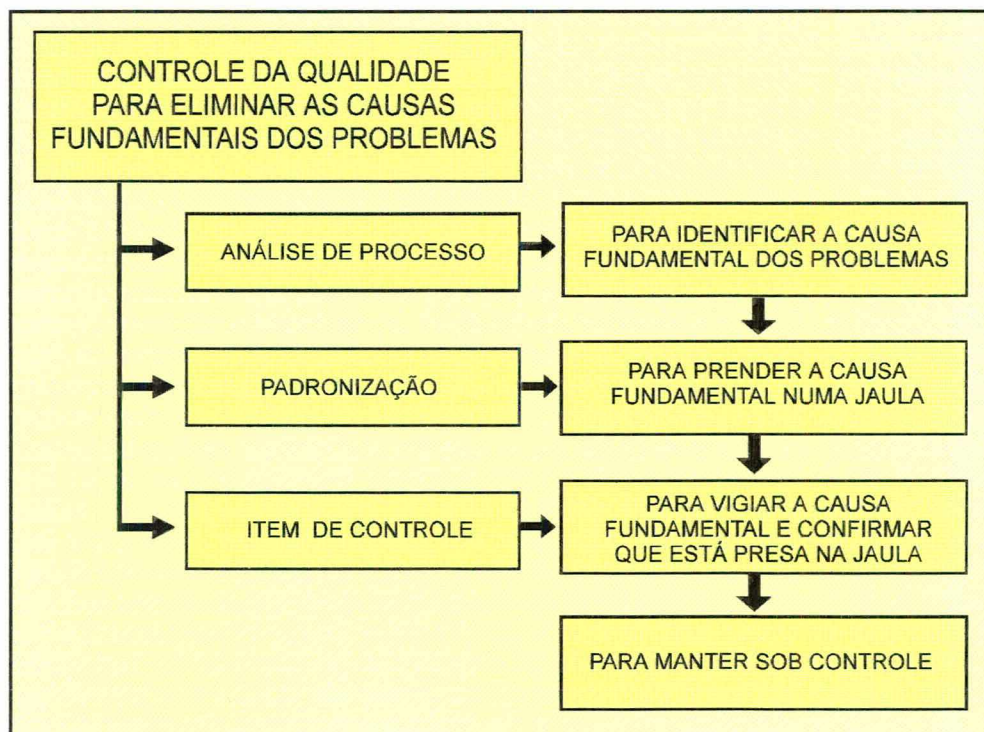 CONTROLE DA QUALIDADE
PARA ELIMINAR AS CAUSAS
FUNDAMENTAIS DOS PROBLEMAS
ANÁLISE DE PROCESSO
PARA IDENTIFICAR A CAUSA
FUNDAMENTAL DOS PROBLEMAS
PADRONIZAÇÃO
PARA PRENDER A CAUSA
FUNDAMENTAL NUMA JAULA
ITEM DE CONTROLE
PARA VIGIAR A CAUSA
FUNDAMENTAL E CONFIRMAR
QUE ESTÁ PRESA NA JAULA
PARA MANTER SOB CONTROLE